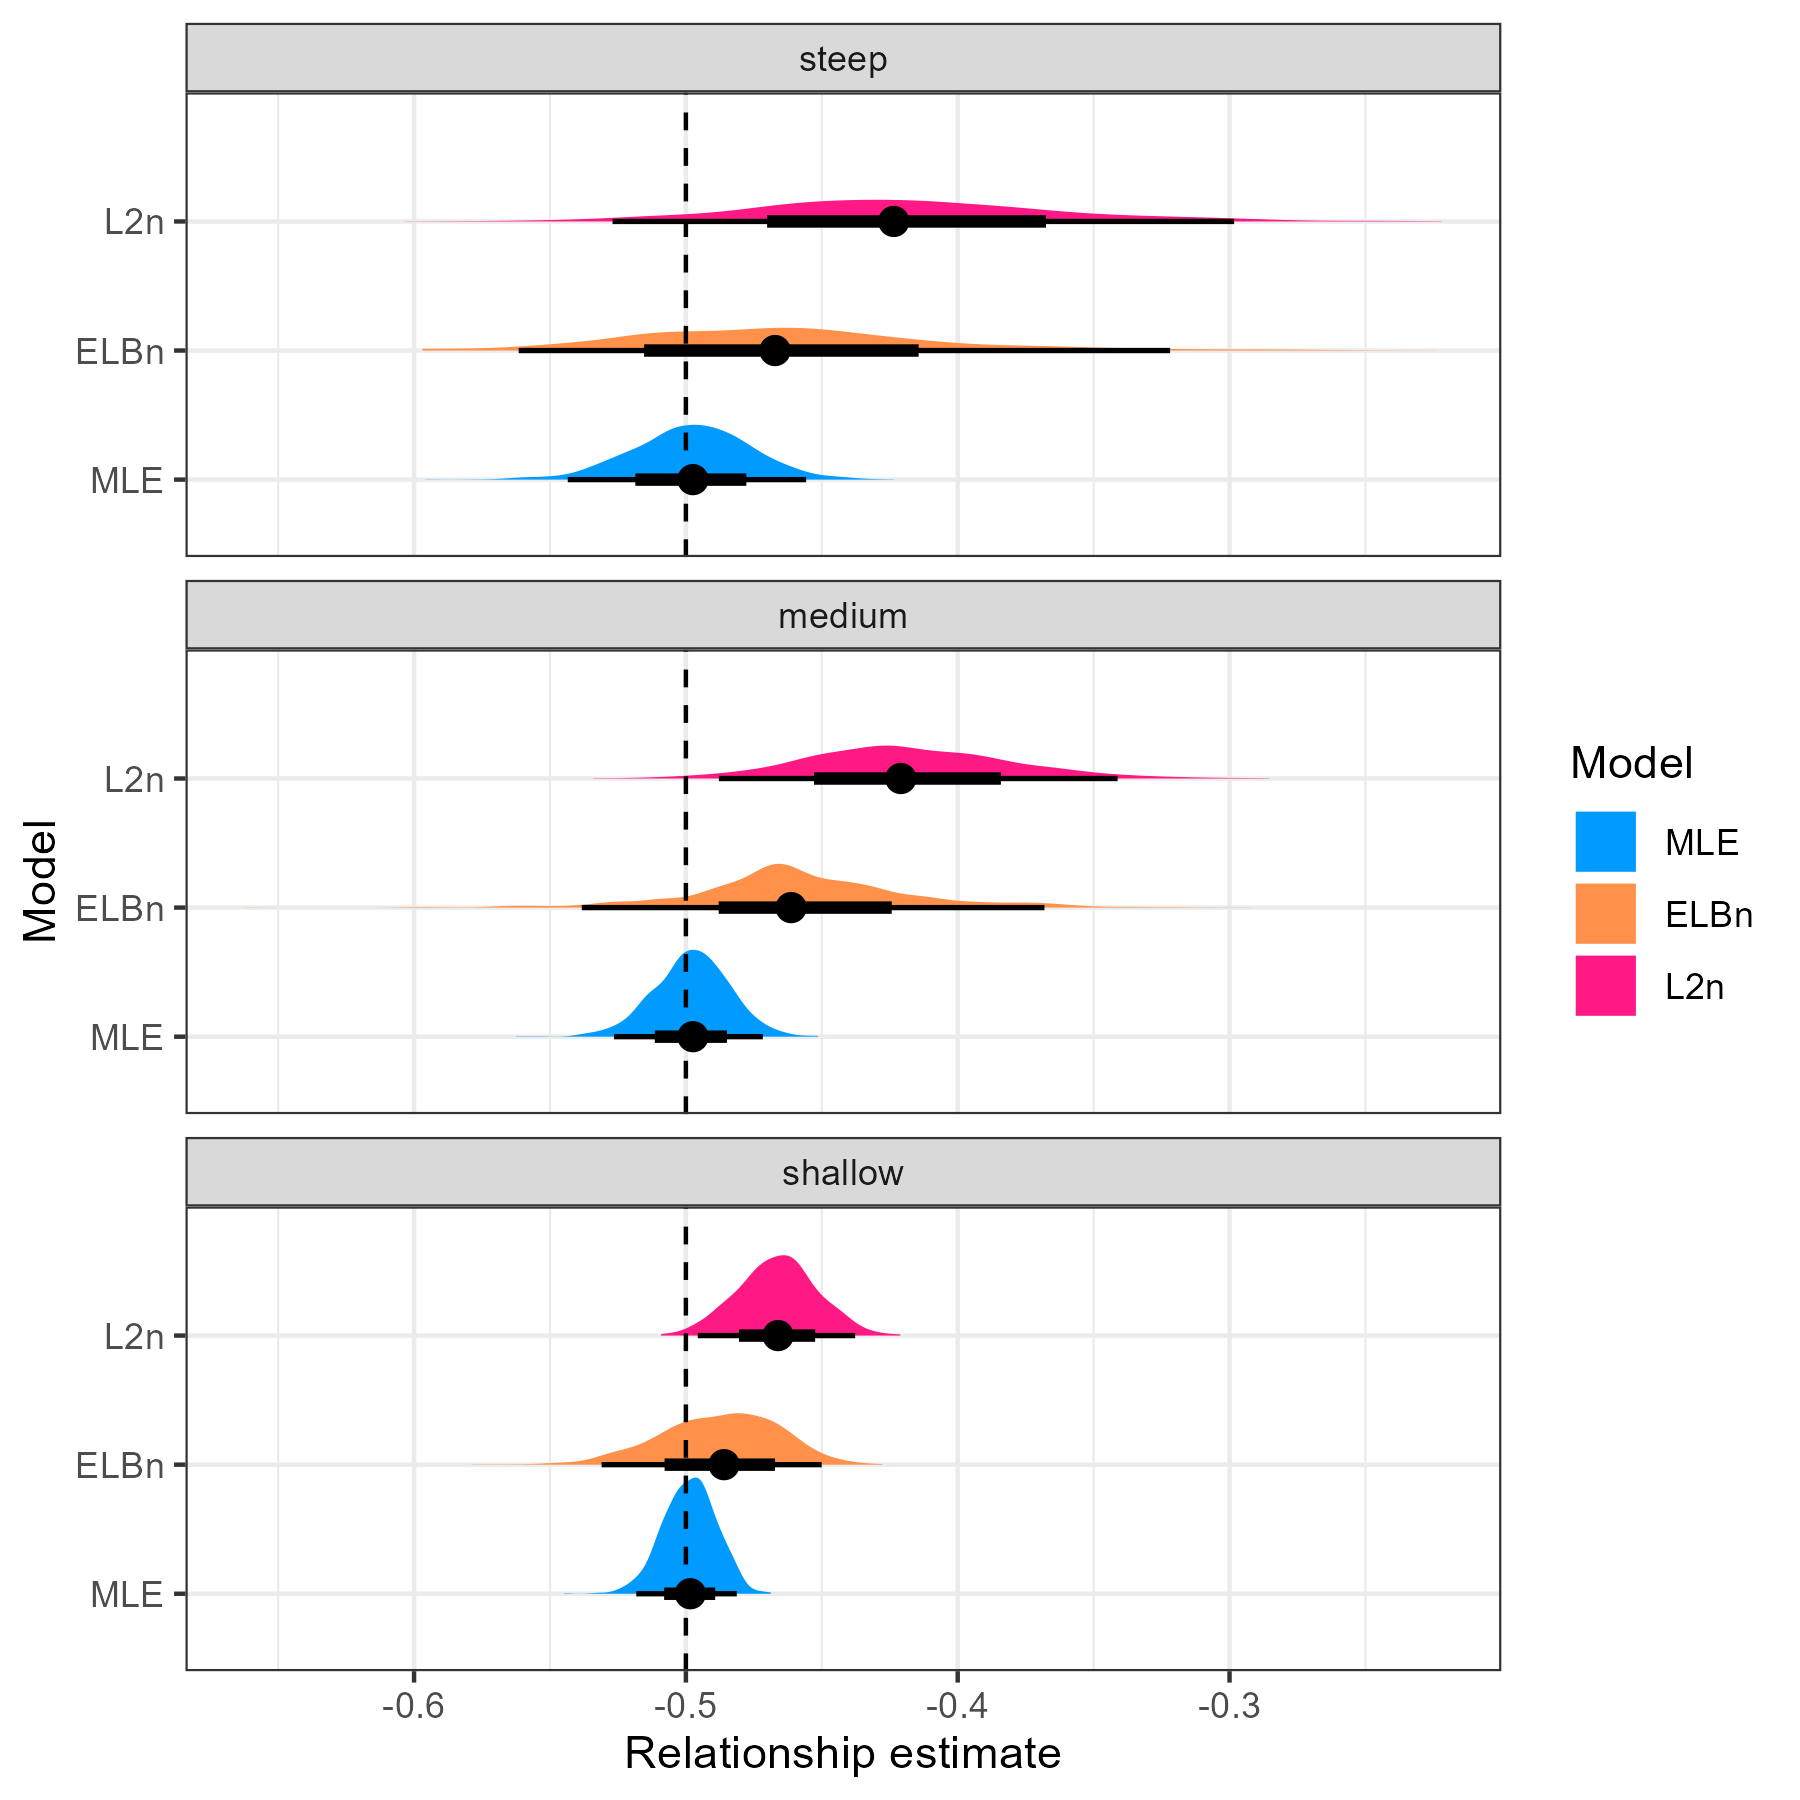 steep
L2n
ELBn
MLE
medium
L2n
ELBn
MLE
shallow
L2n
ELBn
MLE
-0.6 -0.5 -0.4 -0.3
Relationship estimate
Model
Model
MLE
ELBn
L2n